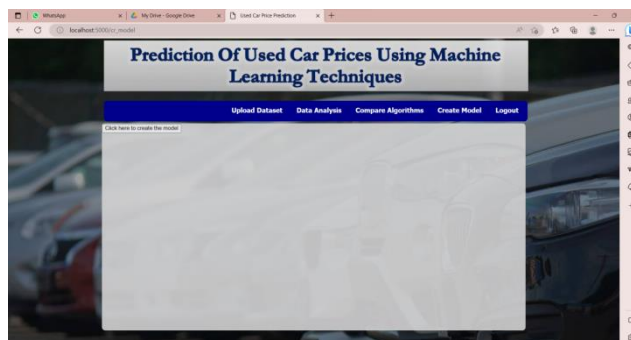 WhatsApp
My Drive - Google Drive
Used Car Price Prediction
localhost:5000/cr_model
Prediction Of Used Car Prices Using Machine
Learning Techniques
Upload Dataset Data Analysis Compare Algorithms Create Model Logout
Click here to create the model